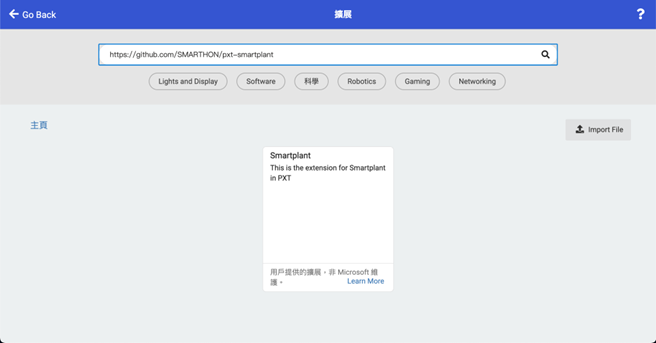 Go Back
擴展
?
https://github.com/SMARTHON/pxt-smartplant
Lights and Display
Software
科學
Robotics
Gaming
Networking
主頁
Import File
Smartplant
This is the extension for Smartplant
in PXT
用戶提供的擴展，非 Microsoft 維
護。
Learn More